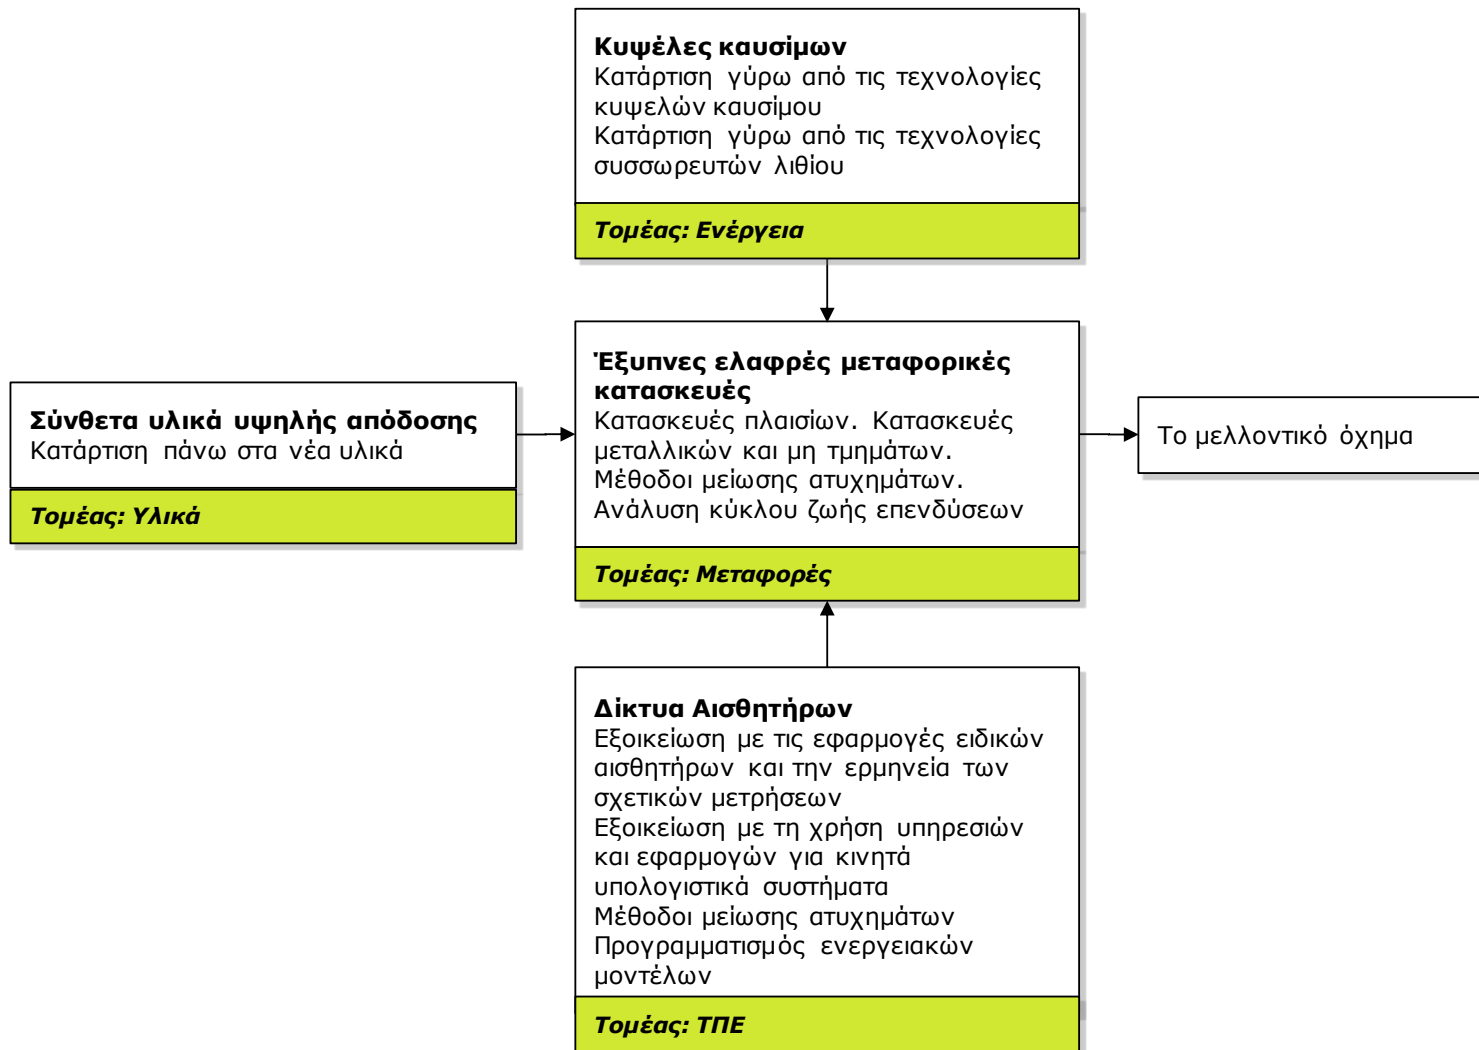 Κυψέλες καυσίμων
Κατάρτιση γύρω από τις τεχνολογίες
κυψελών καυσίμου
Κατάρτιση γύρω από τις τεχνολογίες
συσσωρευτών λιθίου
Τομέας: Ενέργεια
Σύνθετα υλικά υψηλής απόδοσης
Κατάρτιση πάνω στα νέα υλικά
Τομέας: Υλικά
Έξυπνες ελαφρές μεταφορικές
κατασκευές
Κατασκευές πλαισίων. Κατασκευές
μεταλλικών και μη τμημάτων.
Μέθοδοι μείωσης ατυχημάτων.
Ανάλυση κύκλου ζωής επενδύσεων
Τομέας: Μεταφορές
Το μελλοντικό όχημα
Δίκτυα Αισθητήρων
Εξοικείωση με τις εφαρμογές ειδικών
αισθητήρων και την ερμηνεία των
σχετικών μετρήσεων
Εξοικείωση με τη χρήση υπηρεσιών
και εφαρμογών για κινητά
υπολογιστικά συστήματα
Μέθοδοι μείωσης ατυχημάτων
Προγραμματισμός ενεργειακών
μοντέλων
Τομέας: ΤΠΕ